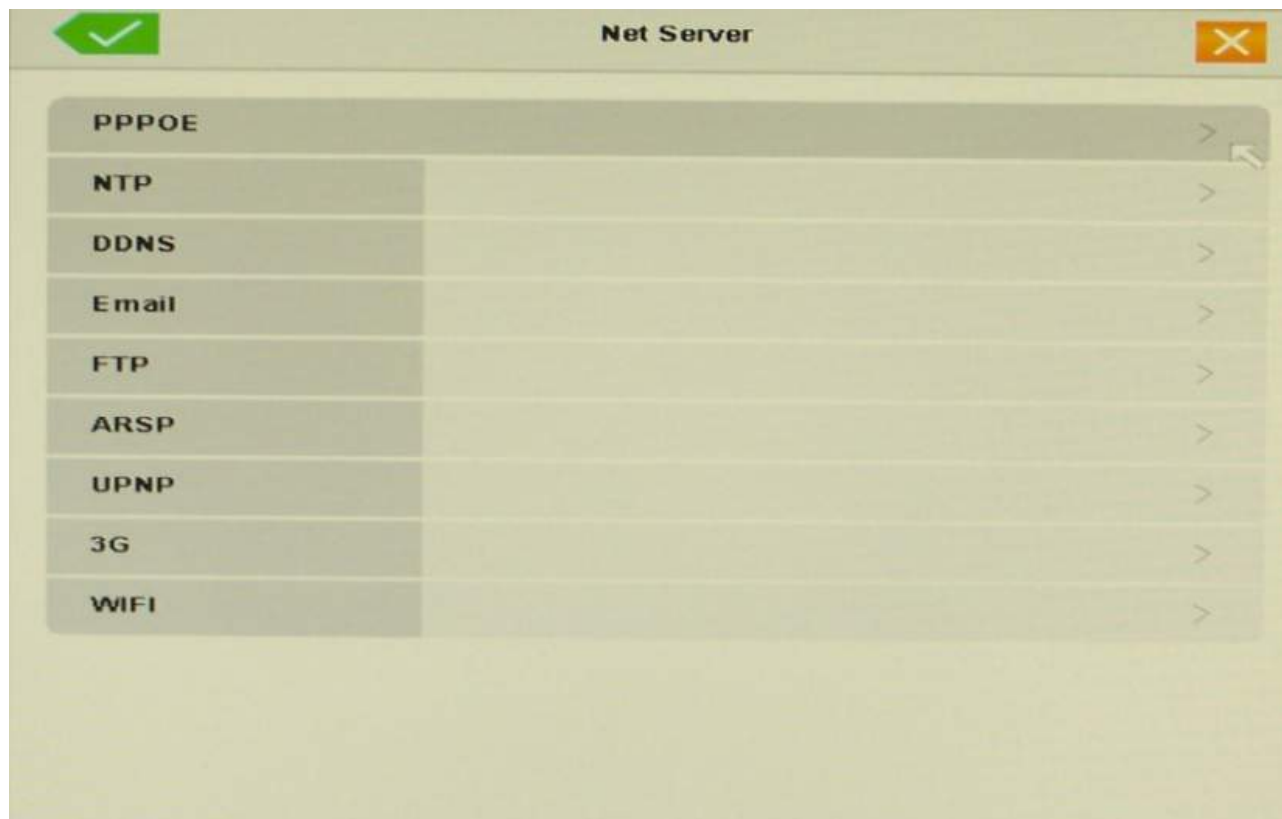 Net Server
PPPOE
NTP
DDNS
Email
FTP
ARSP
UPNP
3G
WIFI